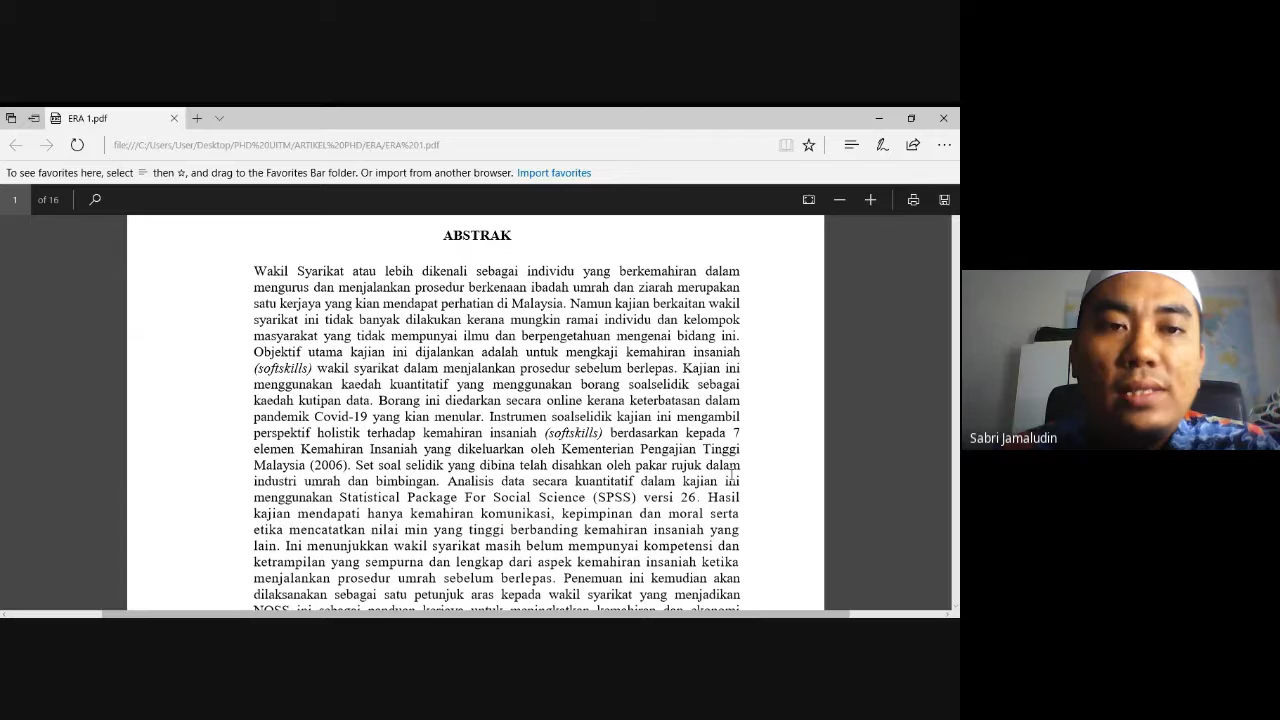 ERA 1.pdf
file:///C:/Users/User/Desktop/PHD%20UITM/ARTIKEL%20PHD/ERA/ERA%201.pdf
To see favorites here, select then ☆, and drag to the Favorites Bar folder. Or import from another browser. Import favorites
1 of 16
ABSTRAK
Wakil Syarikat atau lebih dikenali sebagai individu yang berkemahiran dalam
mengurus dan menjalankan prosedur berkenaan ibadah umrah dan ziarah merupakan
satu kerjaya yang kian mendapat perhatian di Malaysia. Namun kajian berkaitan wakil
syarikat ini tidak banyak dilakukan kerana mungkin ramai individu dan kelompok
masyarakat yang tidak mempunyai ilmu dan berpengetahuan mengenai bidang ini.
Objektif utama kajian ini dijalankan adalah untuk mengkaji kemahiran insaniah
(softskills) wakil syarikat dalam menjalankan prosedur sebelum berlepas. Kajian ini
menggunakan kaedah kuantitatif yang menggunakan borang soalselidik sebagai
kaedah kutipan data. Borang ini diedarkan secara online kerana keterbatasan dalam
pandemik Covid-19 yang kian menular. Instrumen soalselidik kajian ini mengambil
perspektif holistik terhadap kemahiran insaniah (softskills) berdasarkan kepada 7
elemen Kemahiran Insaniah yang dikeluarkan oleh Kementerian Pengajian Tinggi
Malaysia (2006). Set soal selidik yang dibina telah disahkan oleh pakar rujuk dalam
industri umrah dan bimbingan. Analisis data secara kuantitatif dalam kajian ini
menggunakan Statistical Package For Social Science (SPSS) versi 26. Hasil
kajian mendapati hanya kemahiran komunikasi, kepimpinan dan moral serta
etika mencatatkan nilai min yang tinggi berbanding kemahiran insaniah yang
lain. Ini menunjukkan wakil syarikat masih belum mempunyai kompetensi dan
ketrampilan yang sempurna dan lengkap dari aspek kemahiran insaniah ketika
menjalankan prosedur umrah sebelum berlepas. Penemuan ini kemudian akan
dilaksanakan sebagai satu petunjuk aras kepada wakil syarikat yang menjadikan
NOSS ini sebagai panduan kerjaya untuk meningkatkan kemahiran dan ekonomi
Sabri Jamaludin